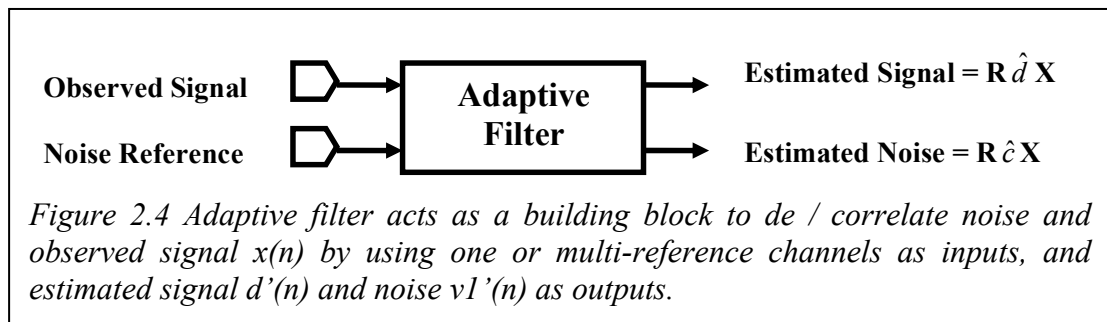 Observed Signal
Noise Reference
Adaptive
Filter
Estimated Signal = R d̂ X
Estimated Noise = R ĉ X
Figure 2.4 Adaptive filter acts as a building block to de / correlate noise and
observed signal x(n) by using one or multi-reference channels as inputs, and
estimated signal d’(n) and noise v1’(n) as outputs.